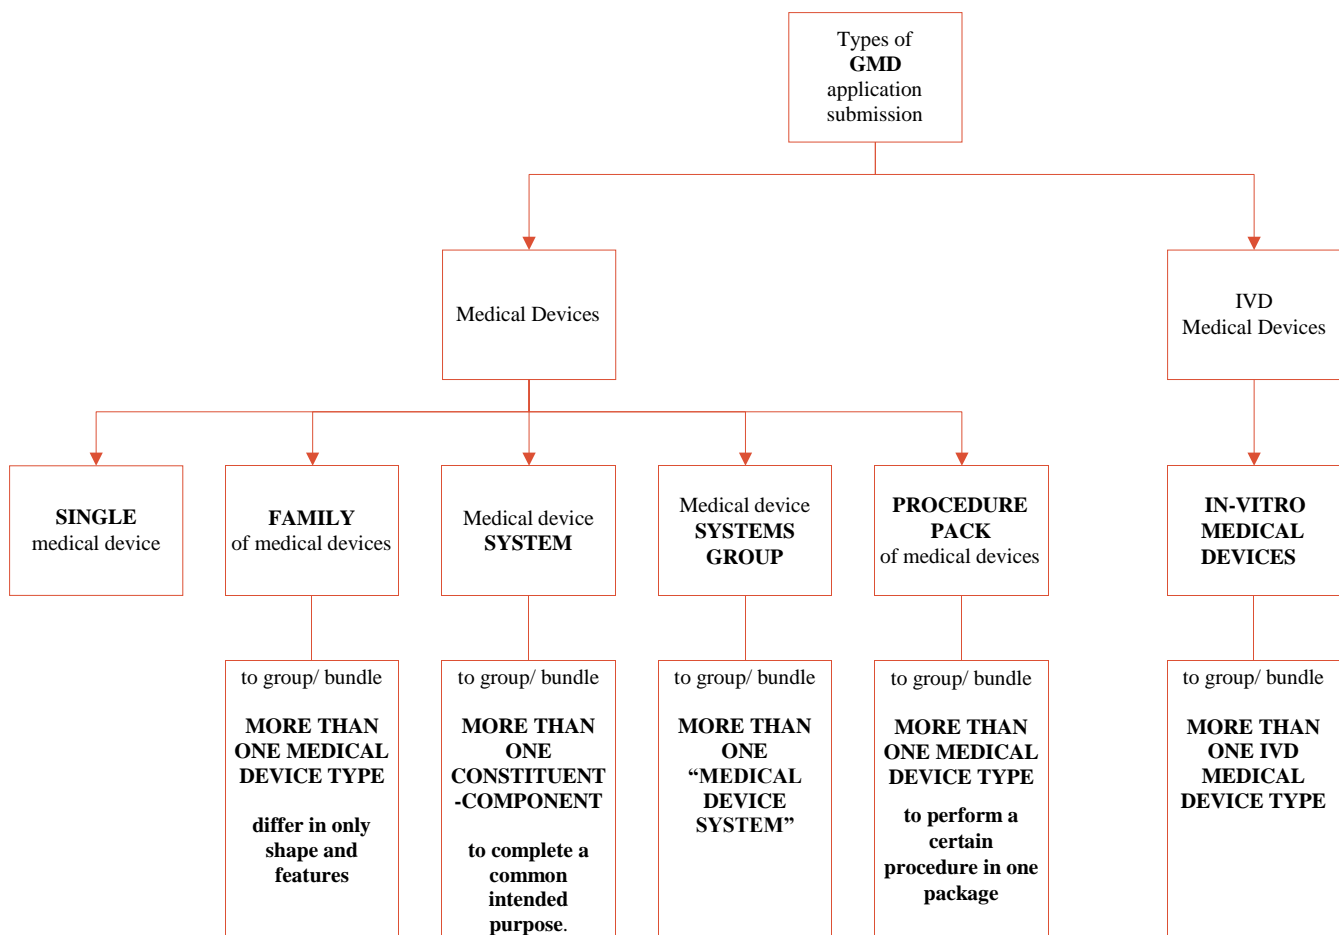 Types of
GMD
application
submission
Medical Devices
IVD
Medical Devices
SINGLE
medical device
FAMILY
of medical devices
Medical device
SYSTEM
Medical device
SYSTEMS
GROUP
PROCEDURE
PACK
of medical devices
IN-VITRO
MEDICAL
DEVICES
to group/ bundle
MORE THAN
ONE MEDICAL
DEVICE TYPE
differ in only
shape and
features
to group/ bundle
MORE THAN
ONE
CONSTITUENT
-COMPONENT
to complete a
common
intended
purpose.
to group/ bundle
MORE THAN
ONE
“MEDICAL
DEVICE
SYSTEM”
to group/ bundle
MORE THAN
ONE MEDICAL
DEVICE TYPE
to perform a
certain
procedure in one
package
to group/ bundle
MORE THAN
ONE IVD
MEDICAL
DEVICE TYPE